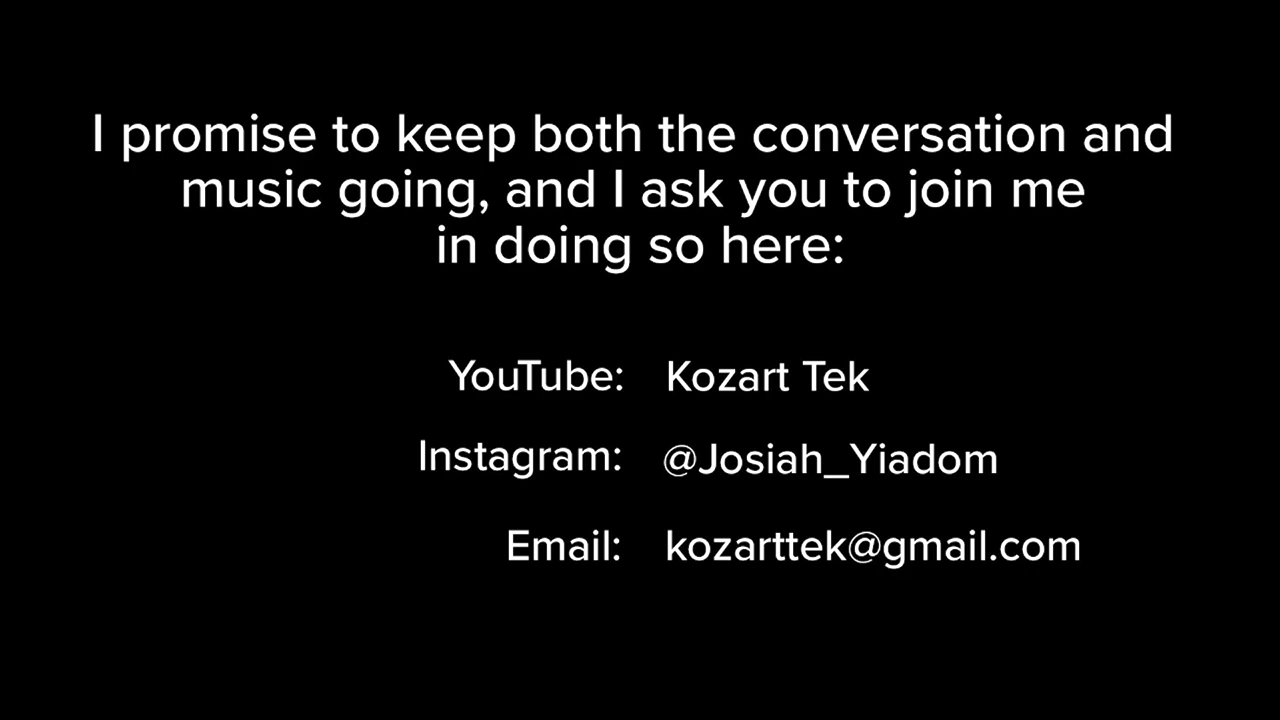 I promise to keep both the conversation and
music going, and I ask you to join me
in doing so here:
YouTube: Kozart Tek
Instagram: @Josiah_Yiadom
Email: kozarttek@gmail.com